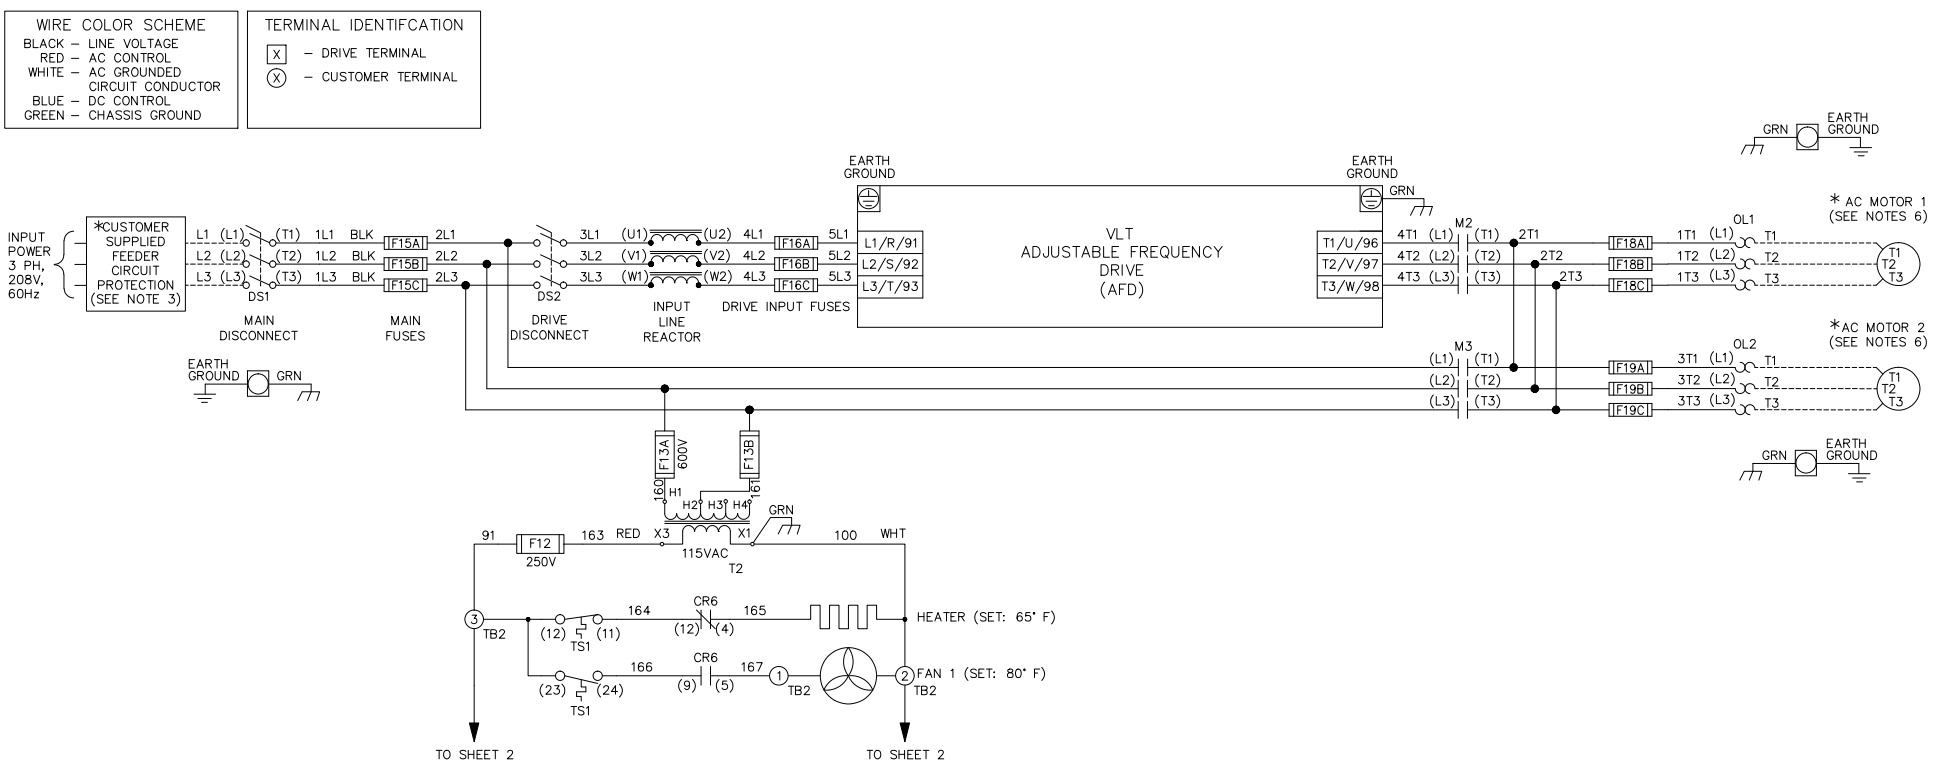 WIRE COLOR SCHEME
BLACK – LINE VOLTAGE
RED – AC CONTROL
WHITE – AC GROUNDED
CIRCUIT CONDUCTOR
BLUE – DC CONTROL
GREEN – CHASSIS GROUND
TERMINAL IDENTIFCATION
X – DRIVE TERMINAL
X – CUSTOMER TERMINAL
GRN
EARTH
GROUND
EARTH
GROUND
EARTH
GROUND
GRN
INPUT
POWER
3 PH,
208V,
60Hz
*CUSTOMER
SUPPLIED
FEEDER
CIRCUIT
PROTECTION
(SEE NOTE 3)
L1 (L1) (T1) 1L1 BLK F15A 2L1 3L1 (U1) (U2) 4L1 F16A 5L1 L1/R/91
L2 (L2) (T2) 1L2 BLK F15B 2L2 3L2 (V1) (V2) 4L2 F16B 5L2 L2/S/92
L3 (L3) (T3) 1L3 BLK F15C 2L3 3L3 (W1) (W2) 4L3 F16C 5L3 L3/T/93
DS1
DS2
MAIN
DISCONNECT
MAIN
FUSES
DRIVE
DISCONNECT
INPUT
LINE
REACTOR
DRIVE INPUT FUSES
VLT
ADJUSTABLE FREQUENCY
DRIVE
(AFD)
M2
OL1
* AC MOTOR 1
(SEE NOTES 6)
T1/U/96 4T1 (L1) (T1) 2T1 F18A 1T1 (L1) T1 T1
T2/V/97 4T2 (L2) (T2) 2T2 F18B 1T2 (L2) T2 T2
T3/W/98 4T3 (L3) (T3) 2T3 F18C 1T3 (L3) T3 T3
M3
OL2
*AC MOTOR 2
(SEE NOTES 6)
(L1) (T1) F19A 3T1 (L1) T1 T1
(L2) (T2) F19B 3T2 (L2) T2 T2
(L3) (T3) F19C 3T3 (L3) T3 T3
EARTH
GROUND
GRN
GRN
EARTH
GROUND
F13A
600V
F13B
160
161
H1
H2 H3 H4
GRN
91 F12 163 RED X3 X1 100 WHT
250V
115VAC
T2
3
TB2
164 CR6 165
(12) (11) (12) (4)
TS1
HEATER (SET: 65° F)
166 CR6 167 1
(23) (24) (9) (5) TB2
TS1
2 FAN 1 (SET: 80° F)
TB2
TO SHEET 2
TO SHEET 2